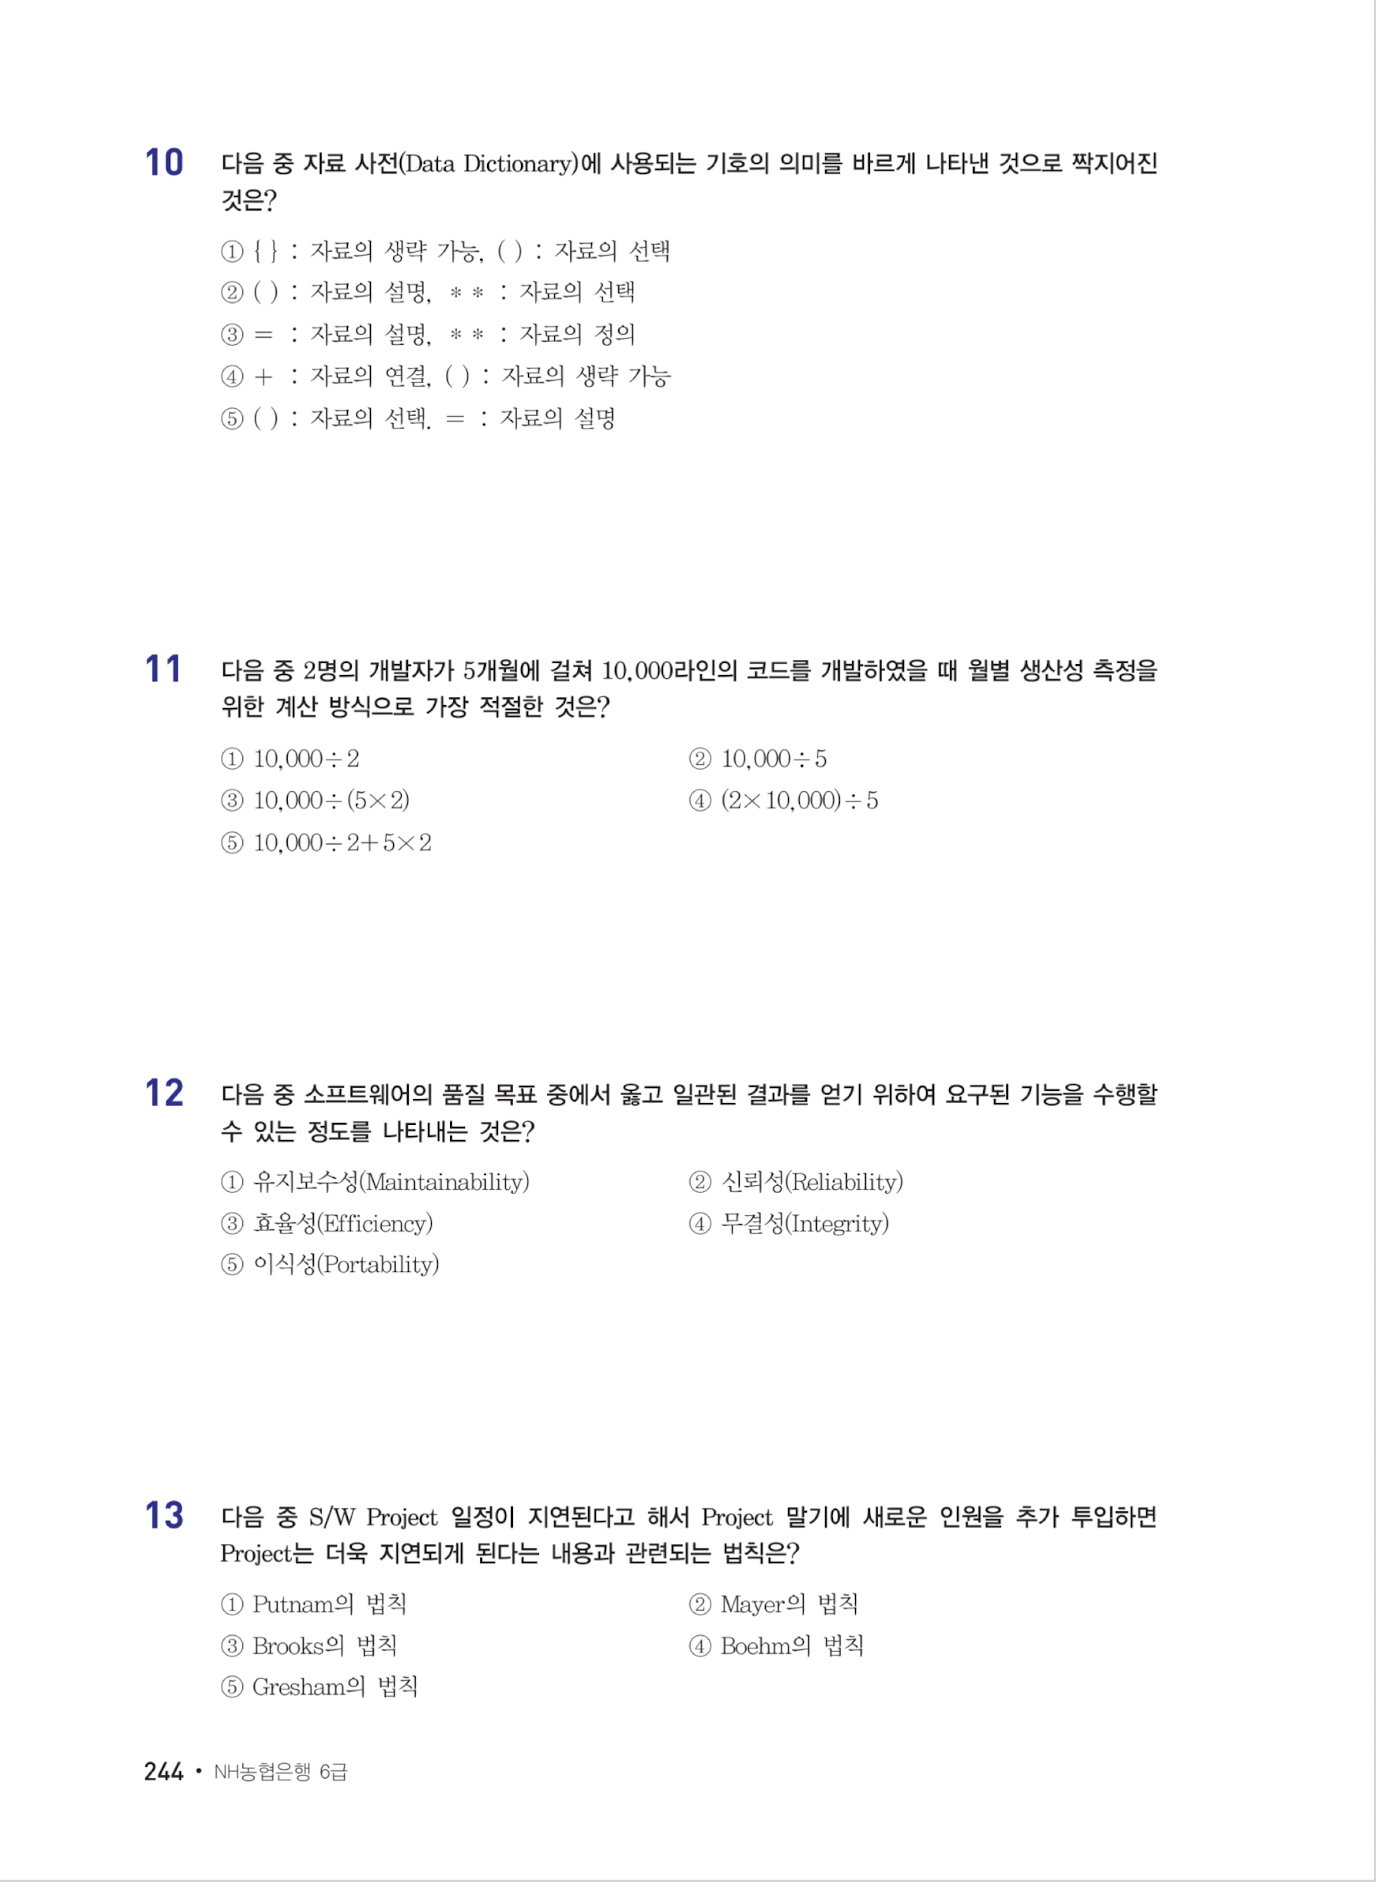 10 다음 중 자료 사전(Data Dictionary)에 사용되는 기호의 의미를 바르게 나타낸 것으로 짝지어진
것은?
① { } : 자료의 생략 가능, ( ) : 자료의 선택
② ( ) : 자료의 설명, * * : 자료의 선택
③ = : 자료의 설명, * * : 자료의 정의
④ + : 자료의 연결, ( ) : 자료의 생략 가능
⑤ ( ) : 자료의 선택. = : 자료의 설명
11 다음 중 2명의 개발자가 5개월에 걸쳐 10,000라인의 코드를 개발하였을 때 월별 생산성 측정을
위한 계산 방식으로 가장 적절한 것은?
① 10,000÷2 ② 10,000÷5
③ 10,000÷(5×2) ④ (2×10,000)÷5
⑤ 10,000÷2+5×2
12 다음 중 소프트웨어의 품질 목표 중에서 옳고 일관된 결과를 얻기 위하여 요구된 기능을 수행할
수 있는 정도를 나타내는 것은?
① 유지보수성(Maintainability) ② 신뢰성(Reliability)
③ 효율성(Efficiency) ④ 무결성(Integrity)
⑤ 이식성(Portability)
13 다음 중 S/W Project 일정이 지연된다고 해서 Project 말기에 새로운 인원을 추가 투입하면
Project는 더욱 지연되게 된다는 내용과 관련되는 법칙은?
① Putnam의 법칙 ② Mayer의 법칙
③ Brooks의 법칙 ④ Boehm의 법칙
⑤ Gresham의 법칙
244 • NH농협은행 6급